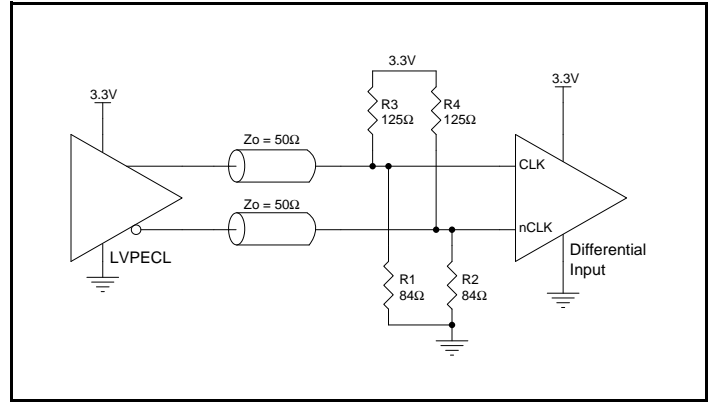 3.3V
3.3V
3.3V
R3
125Ω
R4
125Ω
Zo = 50Ω
CLK
Zo = 50Ω
nCLK
LVPECL
Differential
Input
R1
84Ω
R2
84Ω